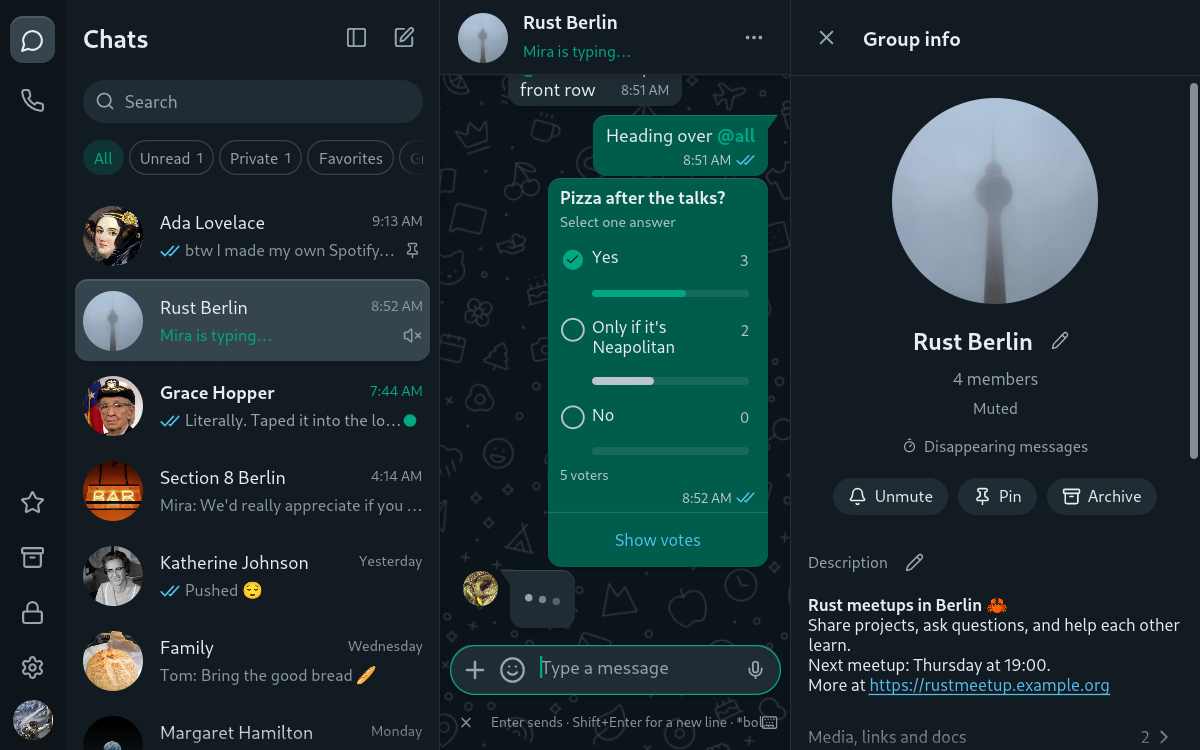 Chats
Search
All
Unread 1
Private 1
Favorites
Ada Lovelace
9:13 AM
btw I made my own Spotify…
Rust Berlin
8:52 AM
Mira is typing…
Grace Hopper
7:44 AM
Literally. Taped it into the lo…
Section 8 Berlin
4:14 AM
Mira: We'd really appreciate if you …
Katherine Johnson
Yesterday
Pushed 😌
Family
Wednesday
Tom: Bring the good bread 🥖
Margaret Hamilton
Monday
Rust Berlin
Mira is typing…
front row
8:51 AM
Heading over @all
8:51 AM
Pizza after the talks?
Select one answer
Yes
3
Only if it's
Neapolitan
2
No
0
5 voters
8:52 AM
Show votes
Type a message
Enter sends · Shift+Enter for a new line · *bol
Group info
Rust Berlin
4 members
Muted
Disappearing messages
Unmute
Pin
Archive
Description
Rust meetups in Berlin 🦀
Share projects, ask questions, and help each other
learn.
Next meetup: Thursday at 19:00.
More at https://rustmeetup.example.org
Media, links and docs
2
BAR